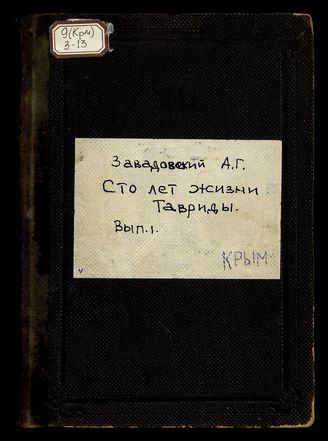 9(Крм)
З-13
Завадовский А.Г.
Сто лет жизни
Тавриды.
Вып.1.
КРЫМ